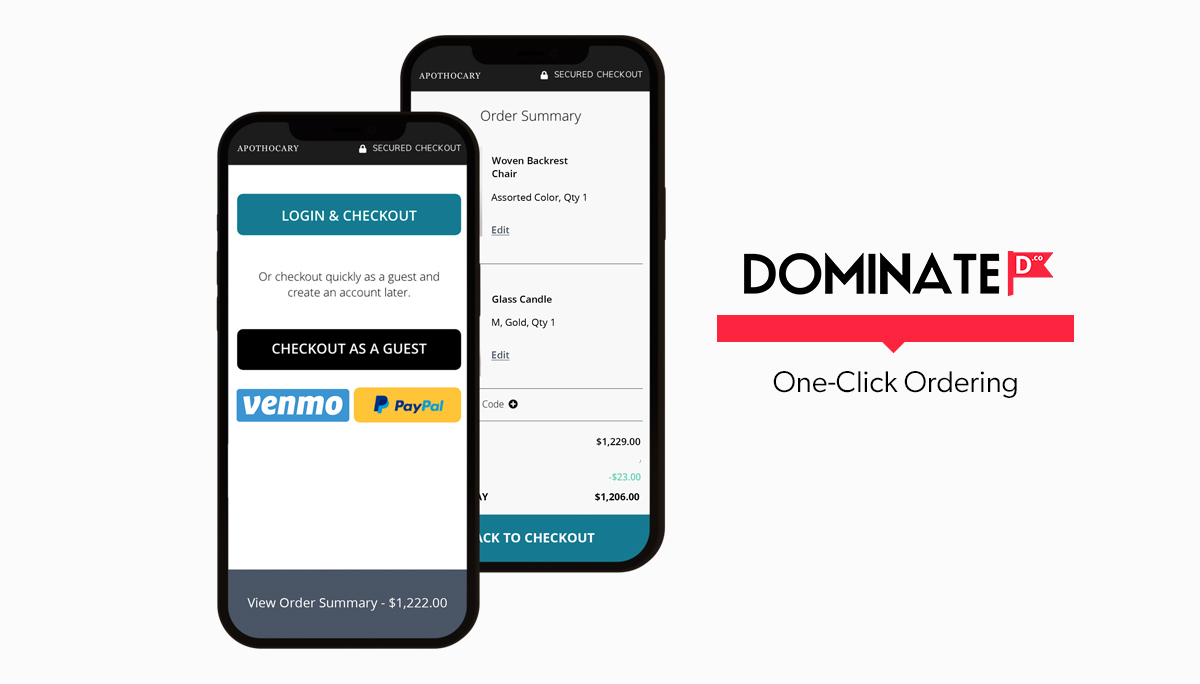 APOTHOCARY
SECURED CHECKOUT
LOGIN & CHECKOUT
Or checkout quickly as a guest and
create an account later.
CHECKOUT AS A GUEST
venmo
PayPal
View Order Summary - $1,222.00
APOTHOCARY
SECURED CHECKOUT
Order Summary
Woven Backrest
Chair
Assorted Color, Qty 1
Edit
Glass Candle
M, Gold, Qty 1
Edit
Code
$1,229.00
,
-$23.00
AY
$1,206.00
ACK TO CHECKOUT
DOMINATE
D.co
One-Click Ordering